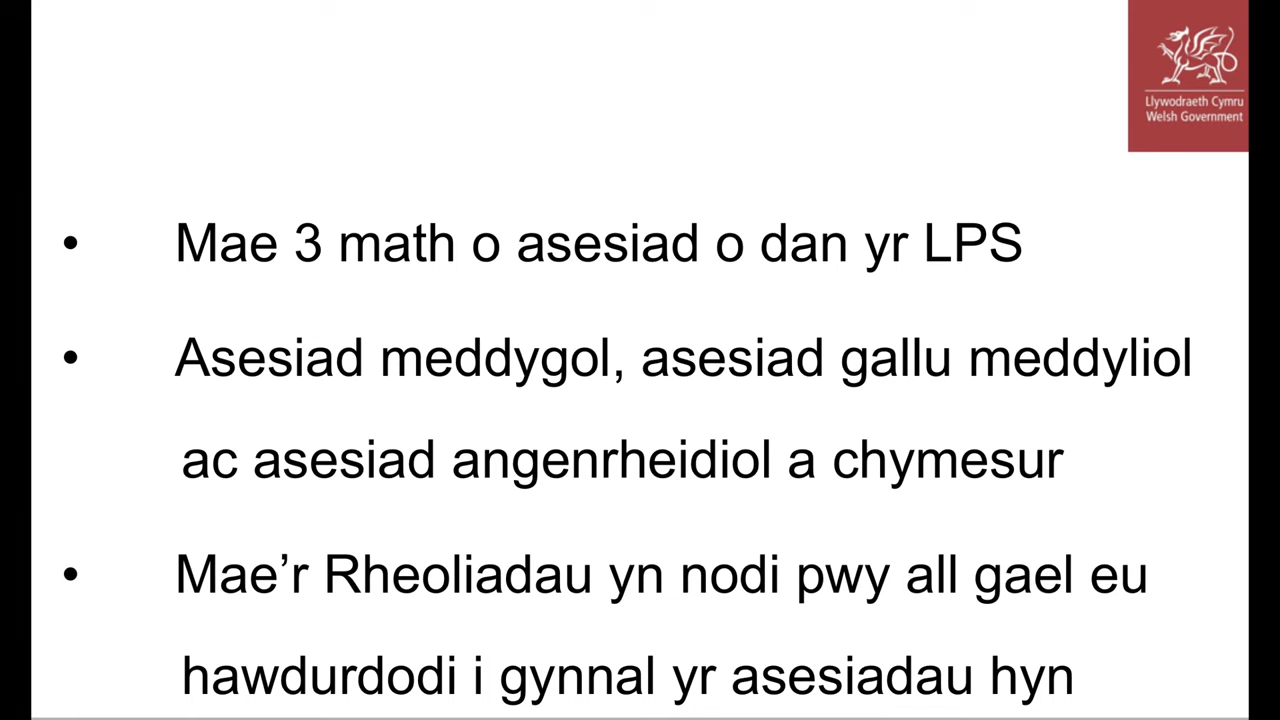 Llywodraeth Cymru
Welsh Government
• Mae 3 math o asesiad o dan yr LPS
• Asesiad meddygol, asesiad gallu meddyliol
ac asesiad angenrheidiol a chymesur
• Mae’r Rheoliadau yn nodi pwy all gael eu
hawdurdodi i gynnal yr asesiadau hyn